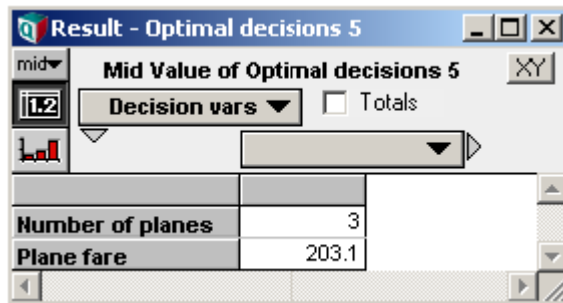 Result - Optimal decisions 5
mid
Mid Value of Optimal decisions 5
XY
1.2
Decision vars
Totals
Number of planes 3
Plane fare 203.1